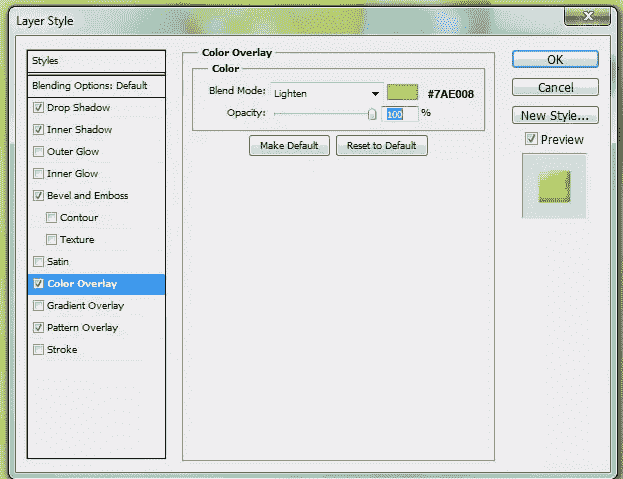 Layer Style
Styles
Blending Options: Default
Drop Shadow
Inner Shadow
Outer Glow
Inner Glow
Bevel and Emboss
Contour
Texture
Satin
Color Overlay
Gradient Overlay
Pattern Overlay
Stroke
Color Overlay
Color
Blend Mode: Lighten #7AE008
Opacity: 100 %
Make Default Reset to Default
OK
Cancel
New Style...
Preview